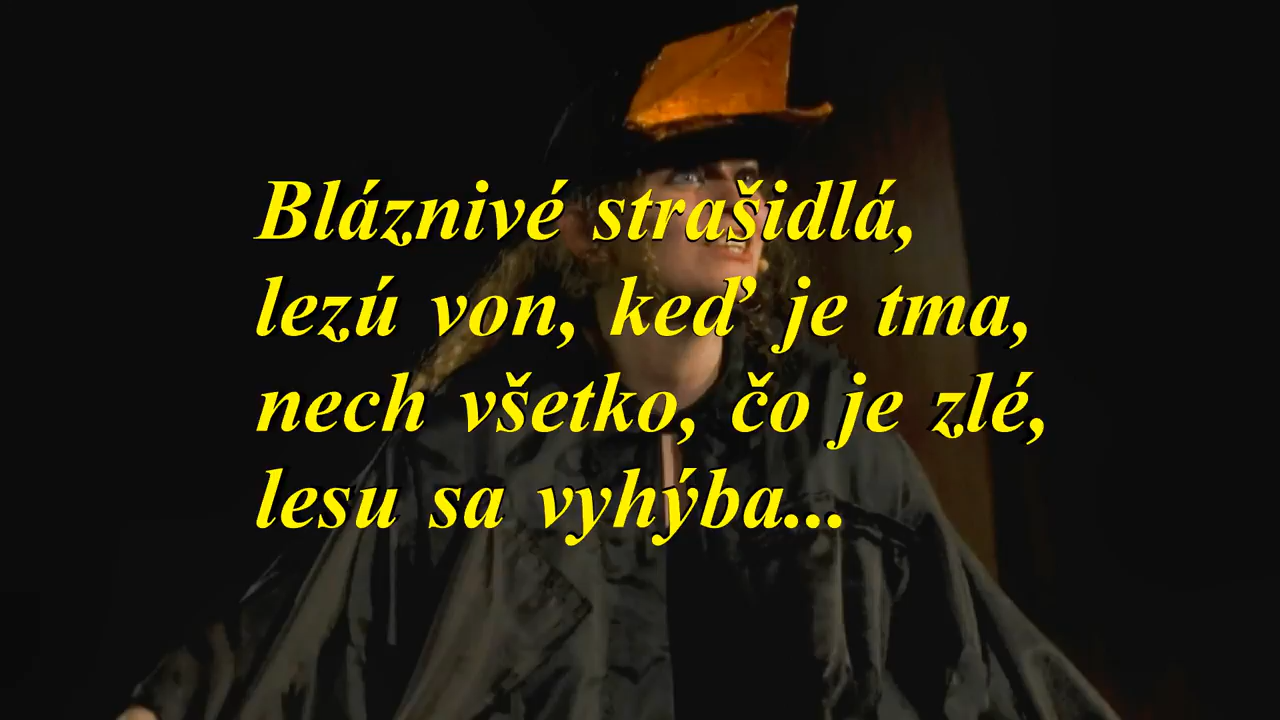 Bláznivé strašidlá,
lezú von, keď je tma,
nech všetko, čo je zlé,
lesu sa vyhýba...